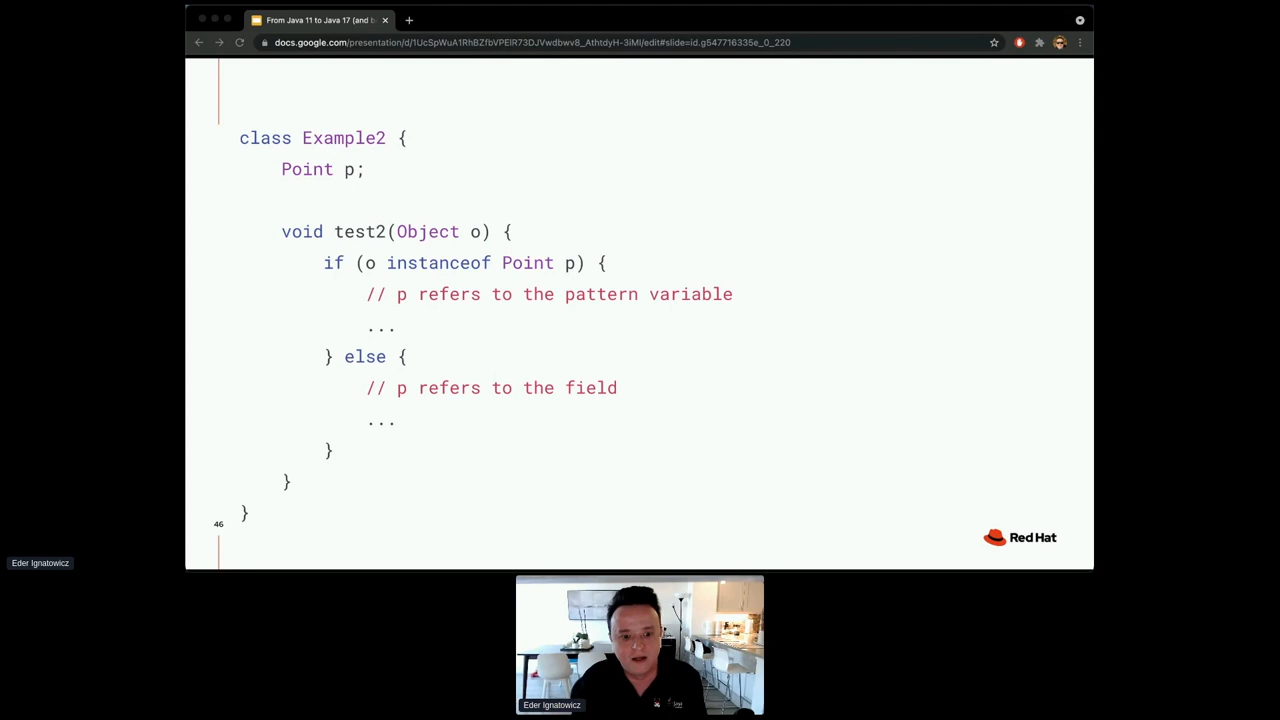 From Java 11 to Java 17 (and b
docs.google.com/presentation/d/1UcSpWuA1RhBZfbVPElR73DJVwdbwv8_AthtdyH-3iMI/edit#slide=id.g547716335e_0_220
class Example2 {
Point p;
void test2(Object o) {
if (o instanceof Point p) {
// p refers to the pattern variable
...
} else {
// p refers to the field
...
}
}
}
46
Red Hat
Eder Ignatowicz
Eder Ignatowicz